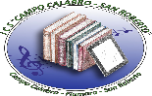 I.C. "CAMPO CALABRO - SAN ROBERTO"
Campo Calabro - Fiumara - San Roberto